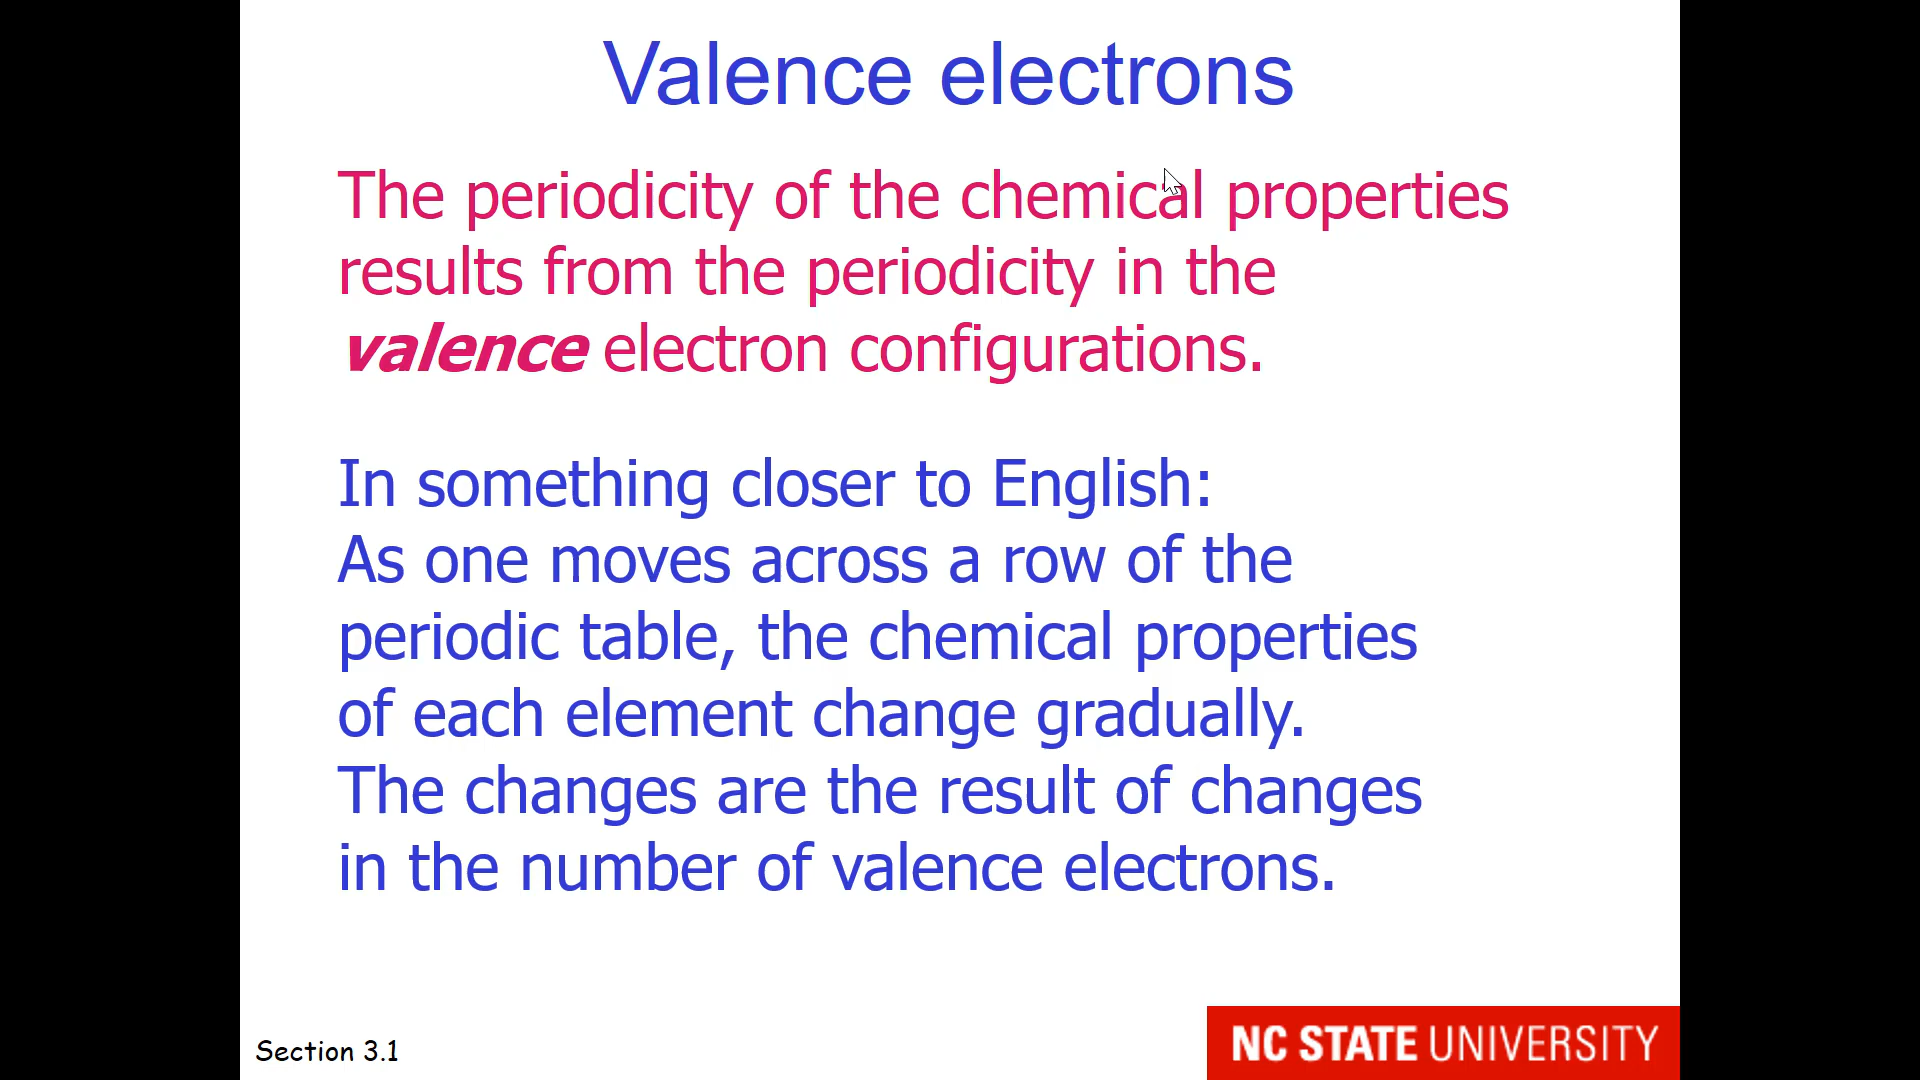 Valence electrons
The periodicity of the chemical properties
results from the periodicity in the
valence electron configurations.
In something closer to English:
As one moves across a row of the
periodic table, the chemical properties
of each element change gradually.
The changes are the result of changes
in the number of valence electrons.
Section 3.1
NC STATE UNIVERSITY